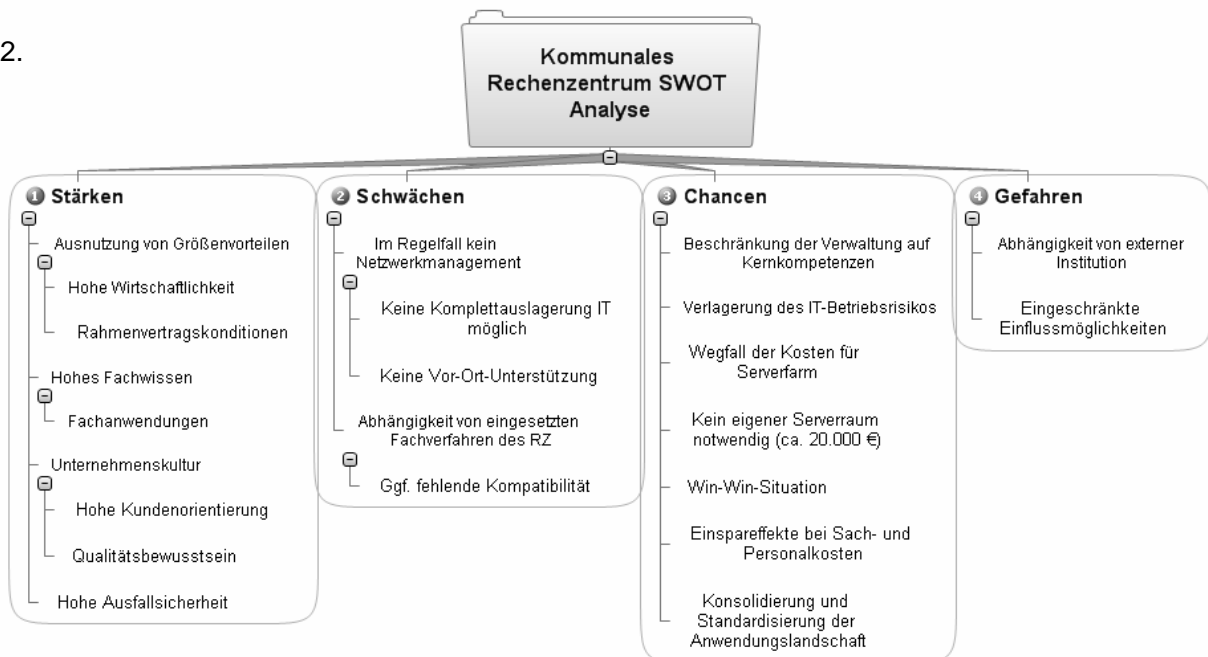 2.
Kommunales
Rechenzentrum SWOT
Analyse
1 Stärken
Ausnutzung von Größenvorteilen
Hohe Wirtschaftlichkeit
Rahmenvertragskonditionen
Hohes Fachwissen
Fachanwendungen
Unternehmenskultur
Hohe Kundenorientierung
Qualitätsbewusstsein
Hohe Ausfallsicherheit
2 Schwächen
Im Regelfall kein
Netzwerkmanagement
Keine Komplettauslagerung IT
möglich
Keine Vor-Ort-Unterstützung
Abhängigkeit von eingesetzten
Fachverfahren des RZ
Ggf. fehlende Kompatibilität
3 Chancen
Beschränkung der Verwaltung auf
Kernkompetenzen
Verlagerung des IT-Betriebsrisikos
Wegfall der Kosten für
Serverfarm
Kein eigener Serverraum
notwendig (ca. 20.000 €)
Win-Win-Situation
Einspareffekte bei Sach- und
Personalkosten
Konsolidierung und
Standardisierung der
Anwendungslandschaft
4 Gefahren
Abhängigkeit von externer
Institution
Eingeschränkte
Einflussmöglichkeiten